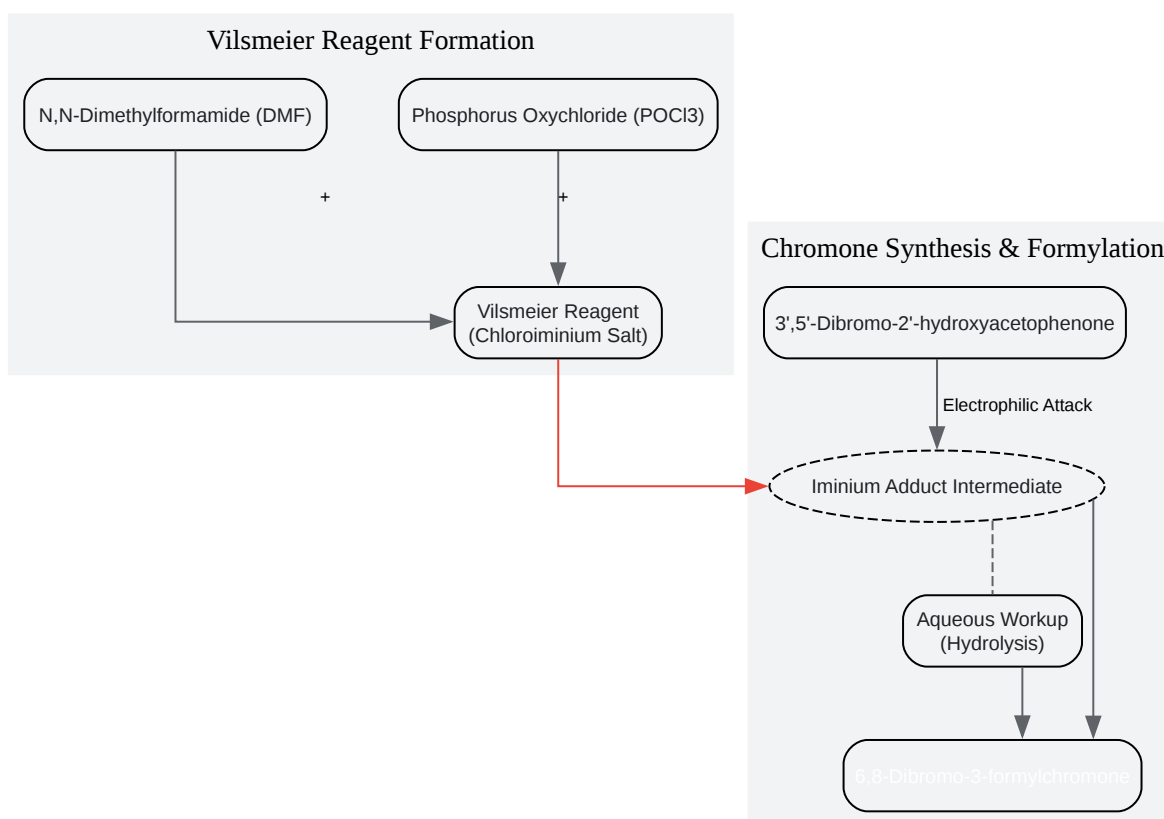 Vilsmeier Reagent Formation
N,N-Dimethylformamide (DMF)
Phosphorus Oxychloride (POCl3)
+
+
Vilsmeier Reagent
(Chloroiminium Salt)
Chromone Synthesis & Formylation
3',5'-Dibromo-2'-hydroxyacetophenone
Electrophilic Attack
Iminium Adduct Intermediate
Aqueous Workup
(Hydrolysis)
6,8-Dibromo-3-formylchromone